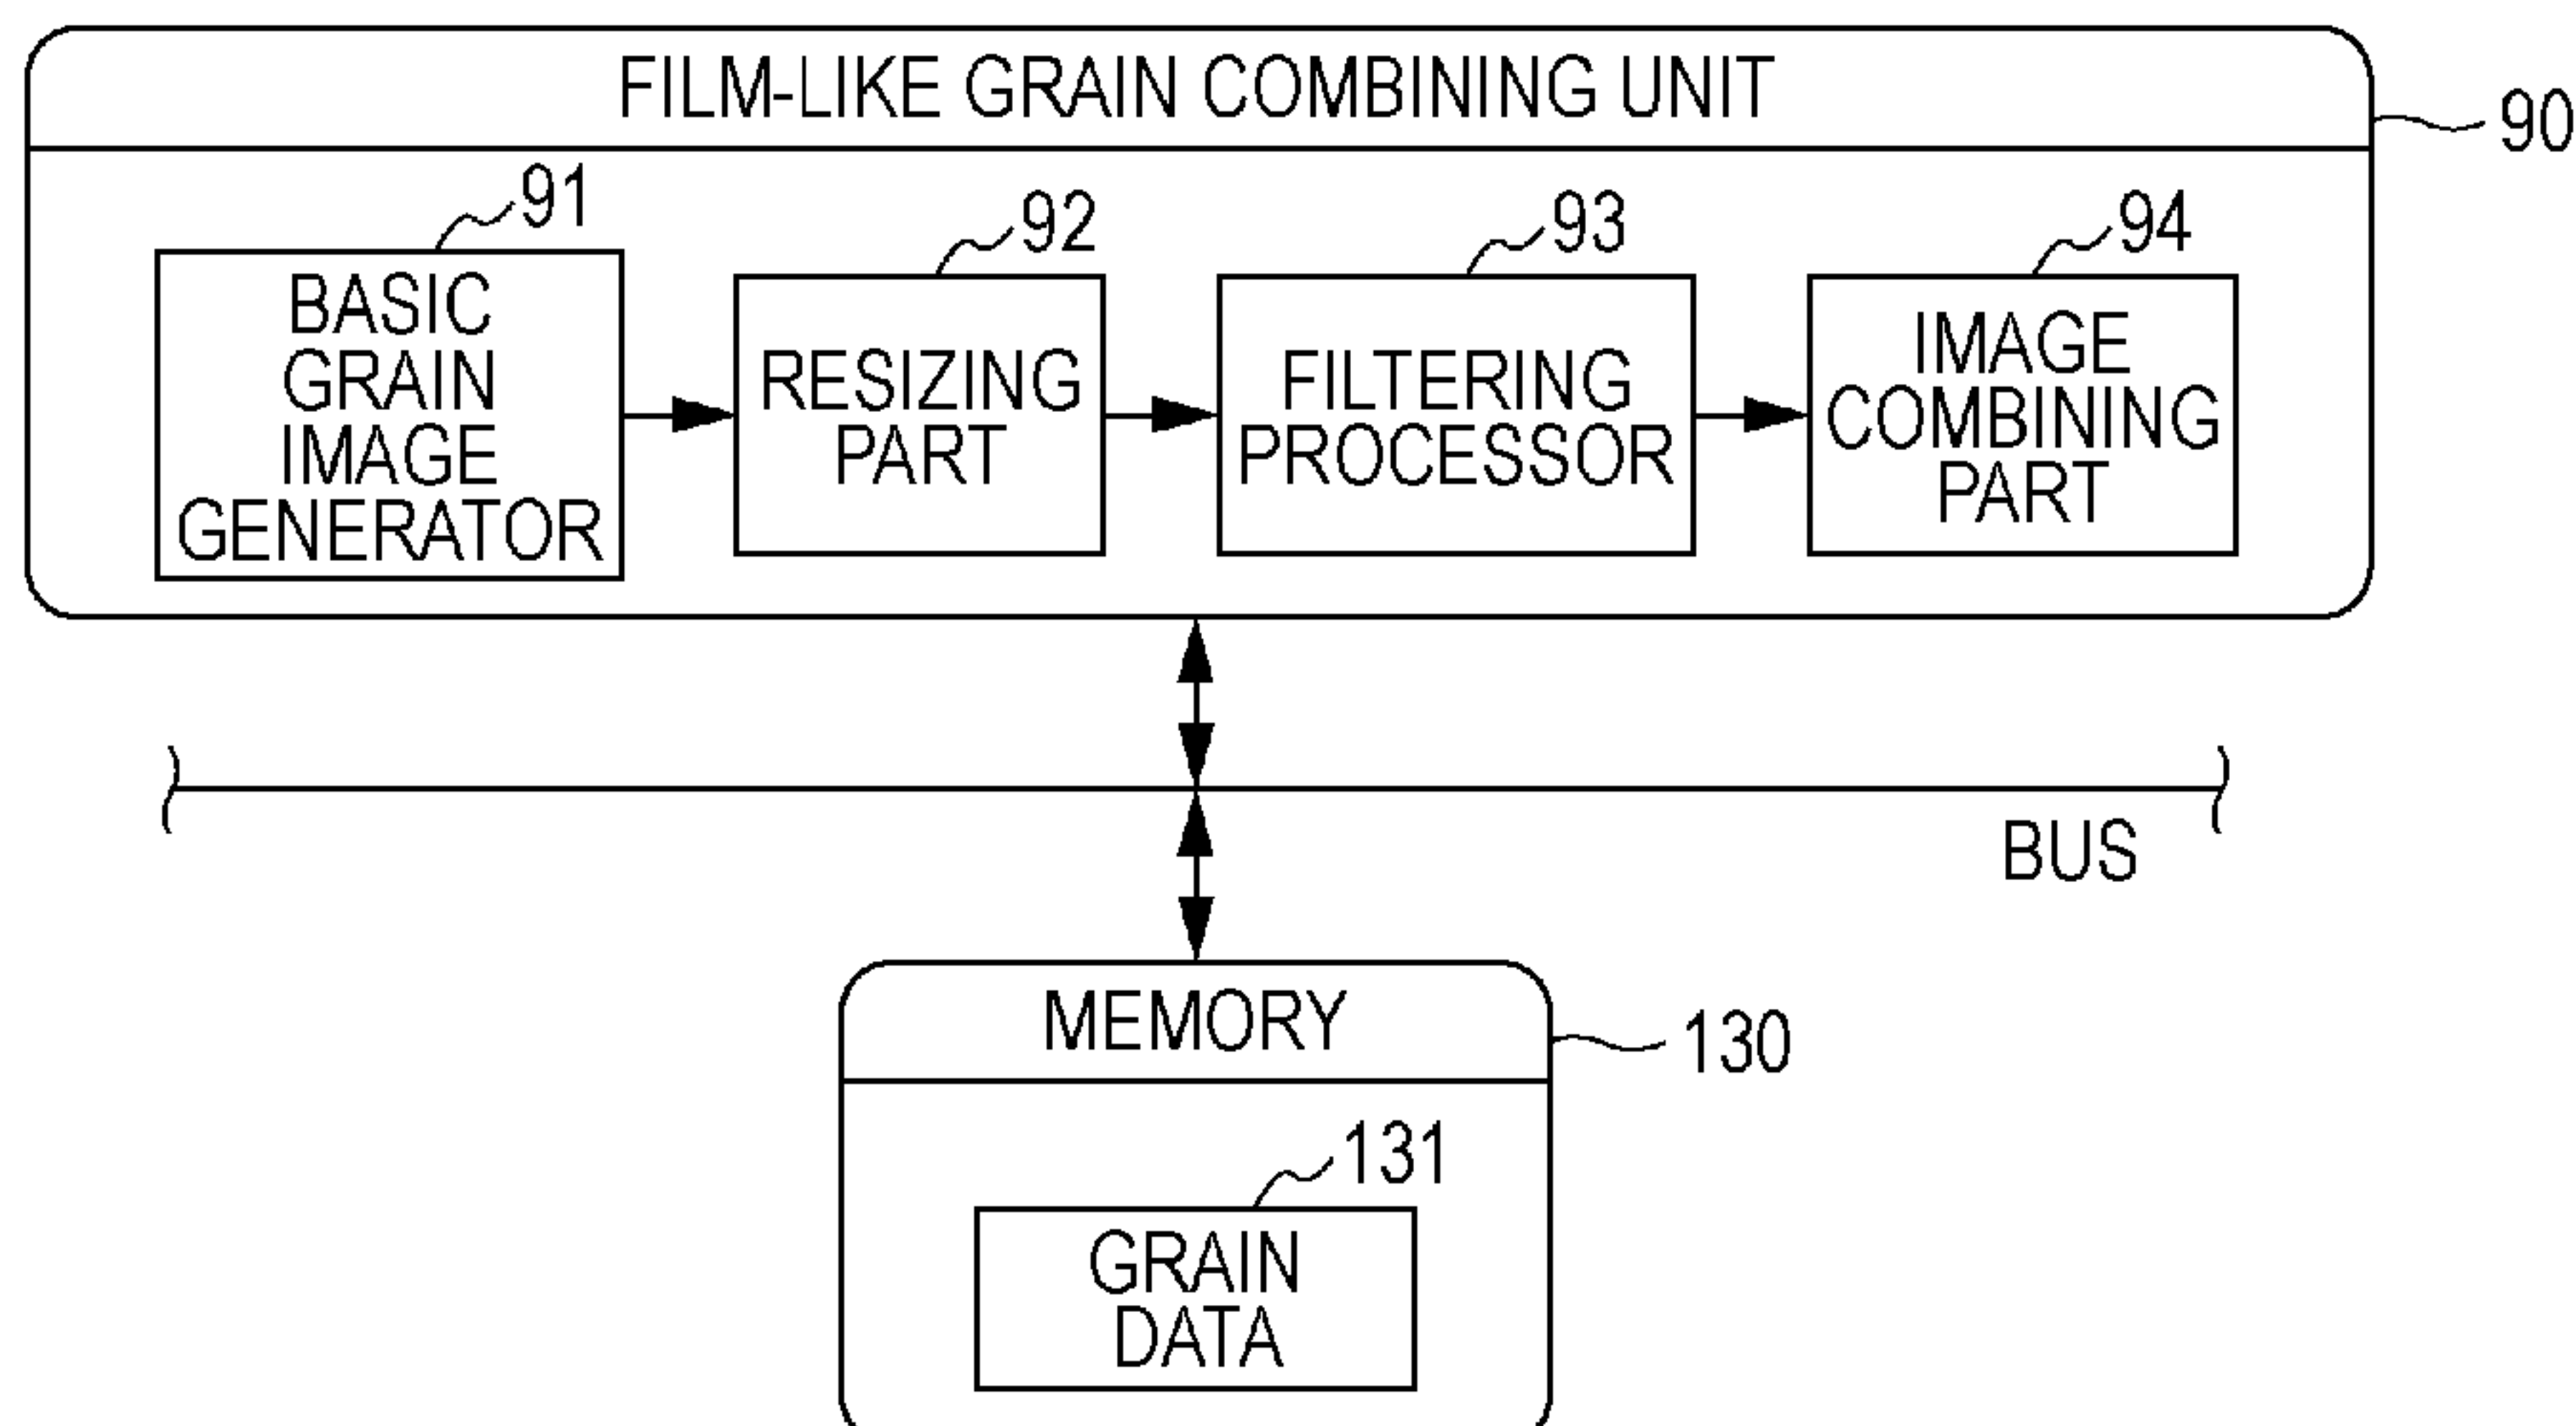 FILM-LIKE GRAIN COMBINING UNIT
90
91
92
93
94
BASIC
GRAIN
IMAGE
GENERATOR
RESIZING
PART
FILTERING
PROCESSOR
IMAGE
COMBINING
PART
BUS
MEMORY
130
131
GRAIN
DATA